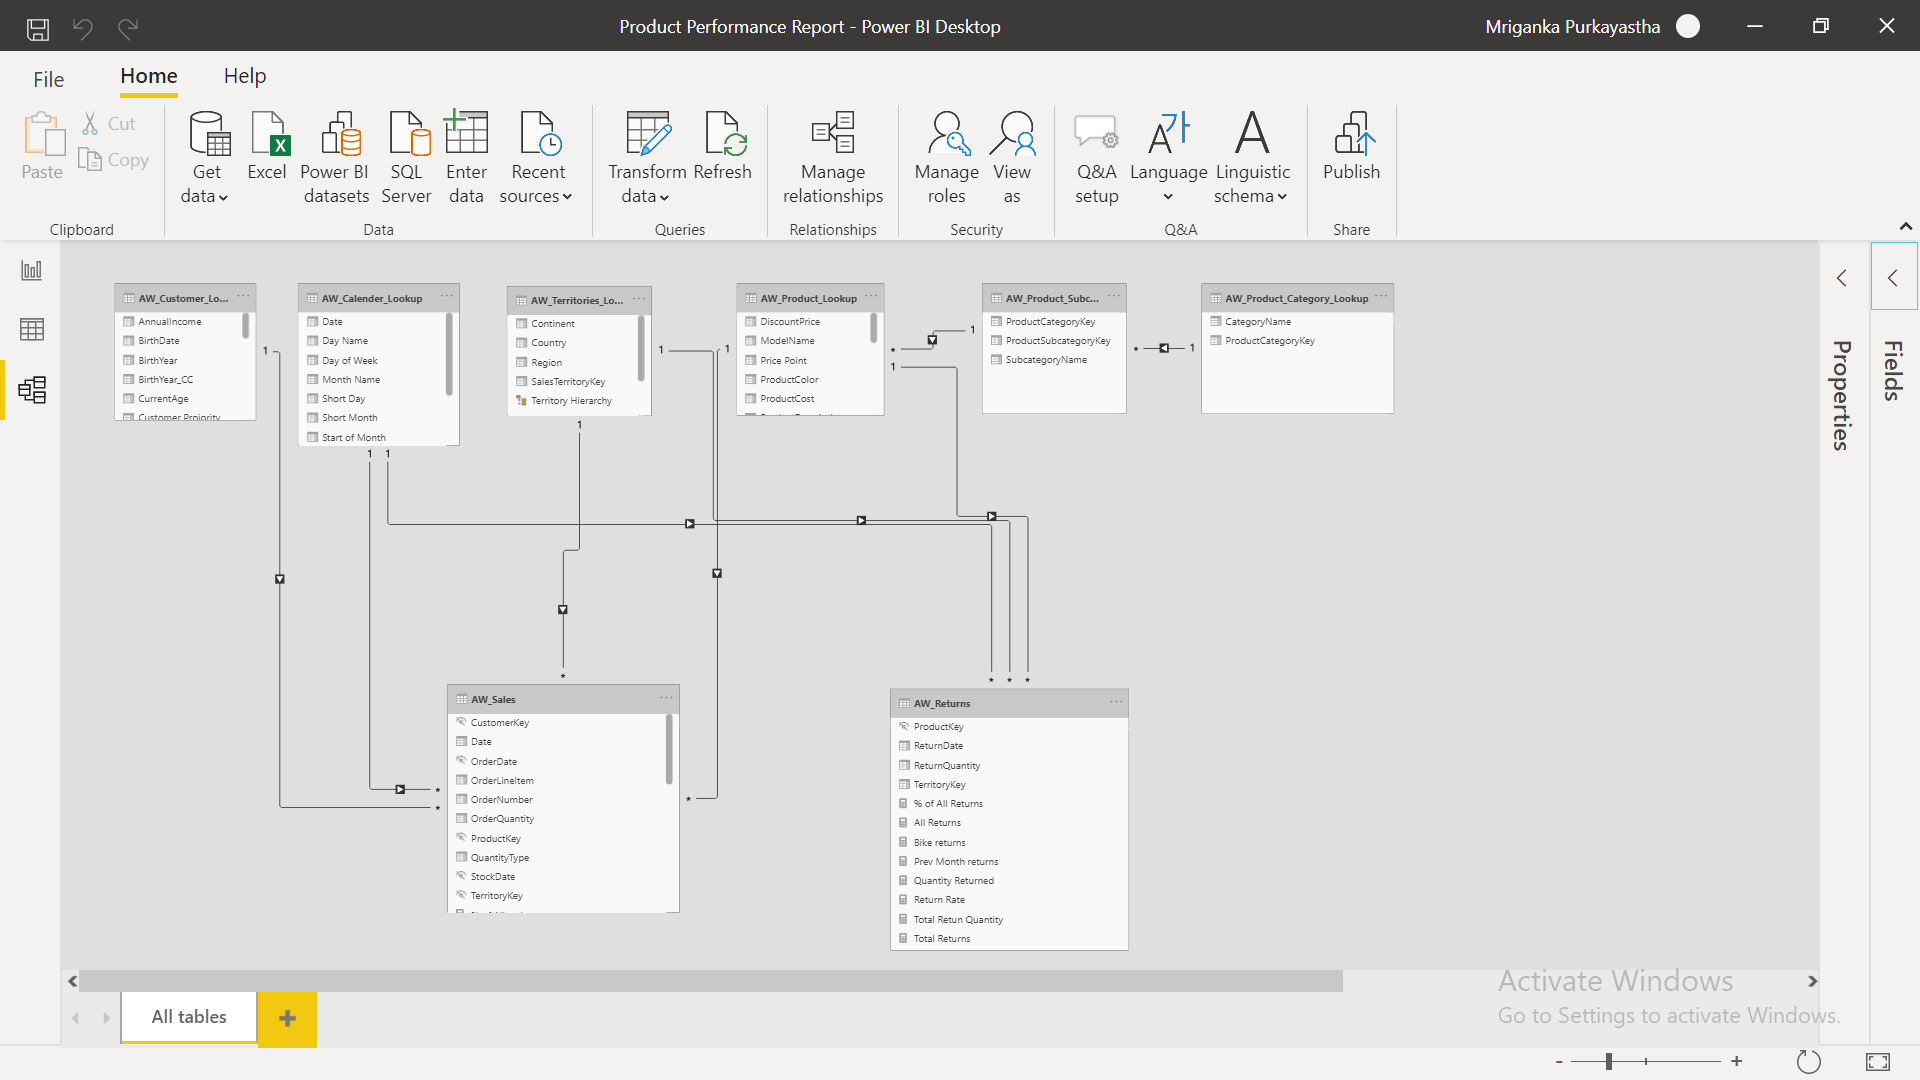 Product Performance Report - Power BI Desktop
Mriganka Purkayastha
File
Home
Help
Paste
Cut
Copy
Get data
Excel
Power BI datasets
SQL Server
Enter data
Recent sources
Transform data
Refresh
Manage relationships
Manage roles
View as
Q&A setup
Language
Linguistic schema
Publish
Clipboard
Data
Queries
Relationships
Security
Q&A
Share
AW_Customer_Lo...
AnnualIncome
BirthDate
BirthYear
BirthYear_CC
CurrentAge
Customer Projority
AW_Calender_Lookup
Date
Day Name
Day of Week
Month Name
Short Day
Short Month
Start of Month
AW_Territories_Lo...
Continent
Country
Region
SalesTerritoryKey
Territory Hierarchy
AW_Product_Lookup
DiscountPrice
ModelName
Price Point
ProductColor
ProductCost
AW_Product_Subc...
ProductCategoryKey
ProductSubcategoryKey
SubcategoryName
AW_Product_Category_Lookup
CategoryName
ProductCategoryKey
1
1
1
1
1
1
1
1
1
*
*
*
*
*
*
*
*
*
AW_Sales
CustomerKey
Date
OrderDate
OrderLineItem
OrderNumber
OrderQuantity
ProductKey
QuantityType
StockDate
TerritoryKey
AW_Returns
ProductKey
ReturnDate
ReturnQuantity
TerritoryKey
% of All Returns
All Returns
Bike returns
Prev Month returns
Quantity Returned
Return Rate
Total Retun Quantity
Total Returns
Properties
Fields
All tables
+
Activate Windows
Go to Settings to activate Windows.
- +